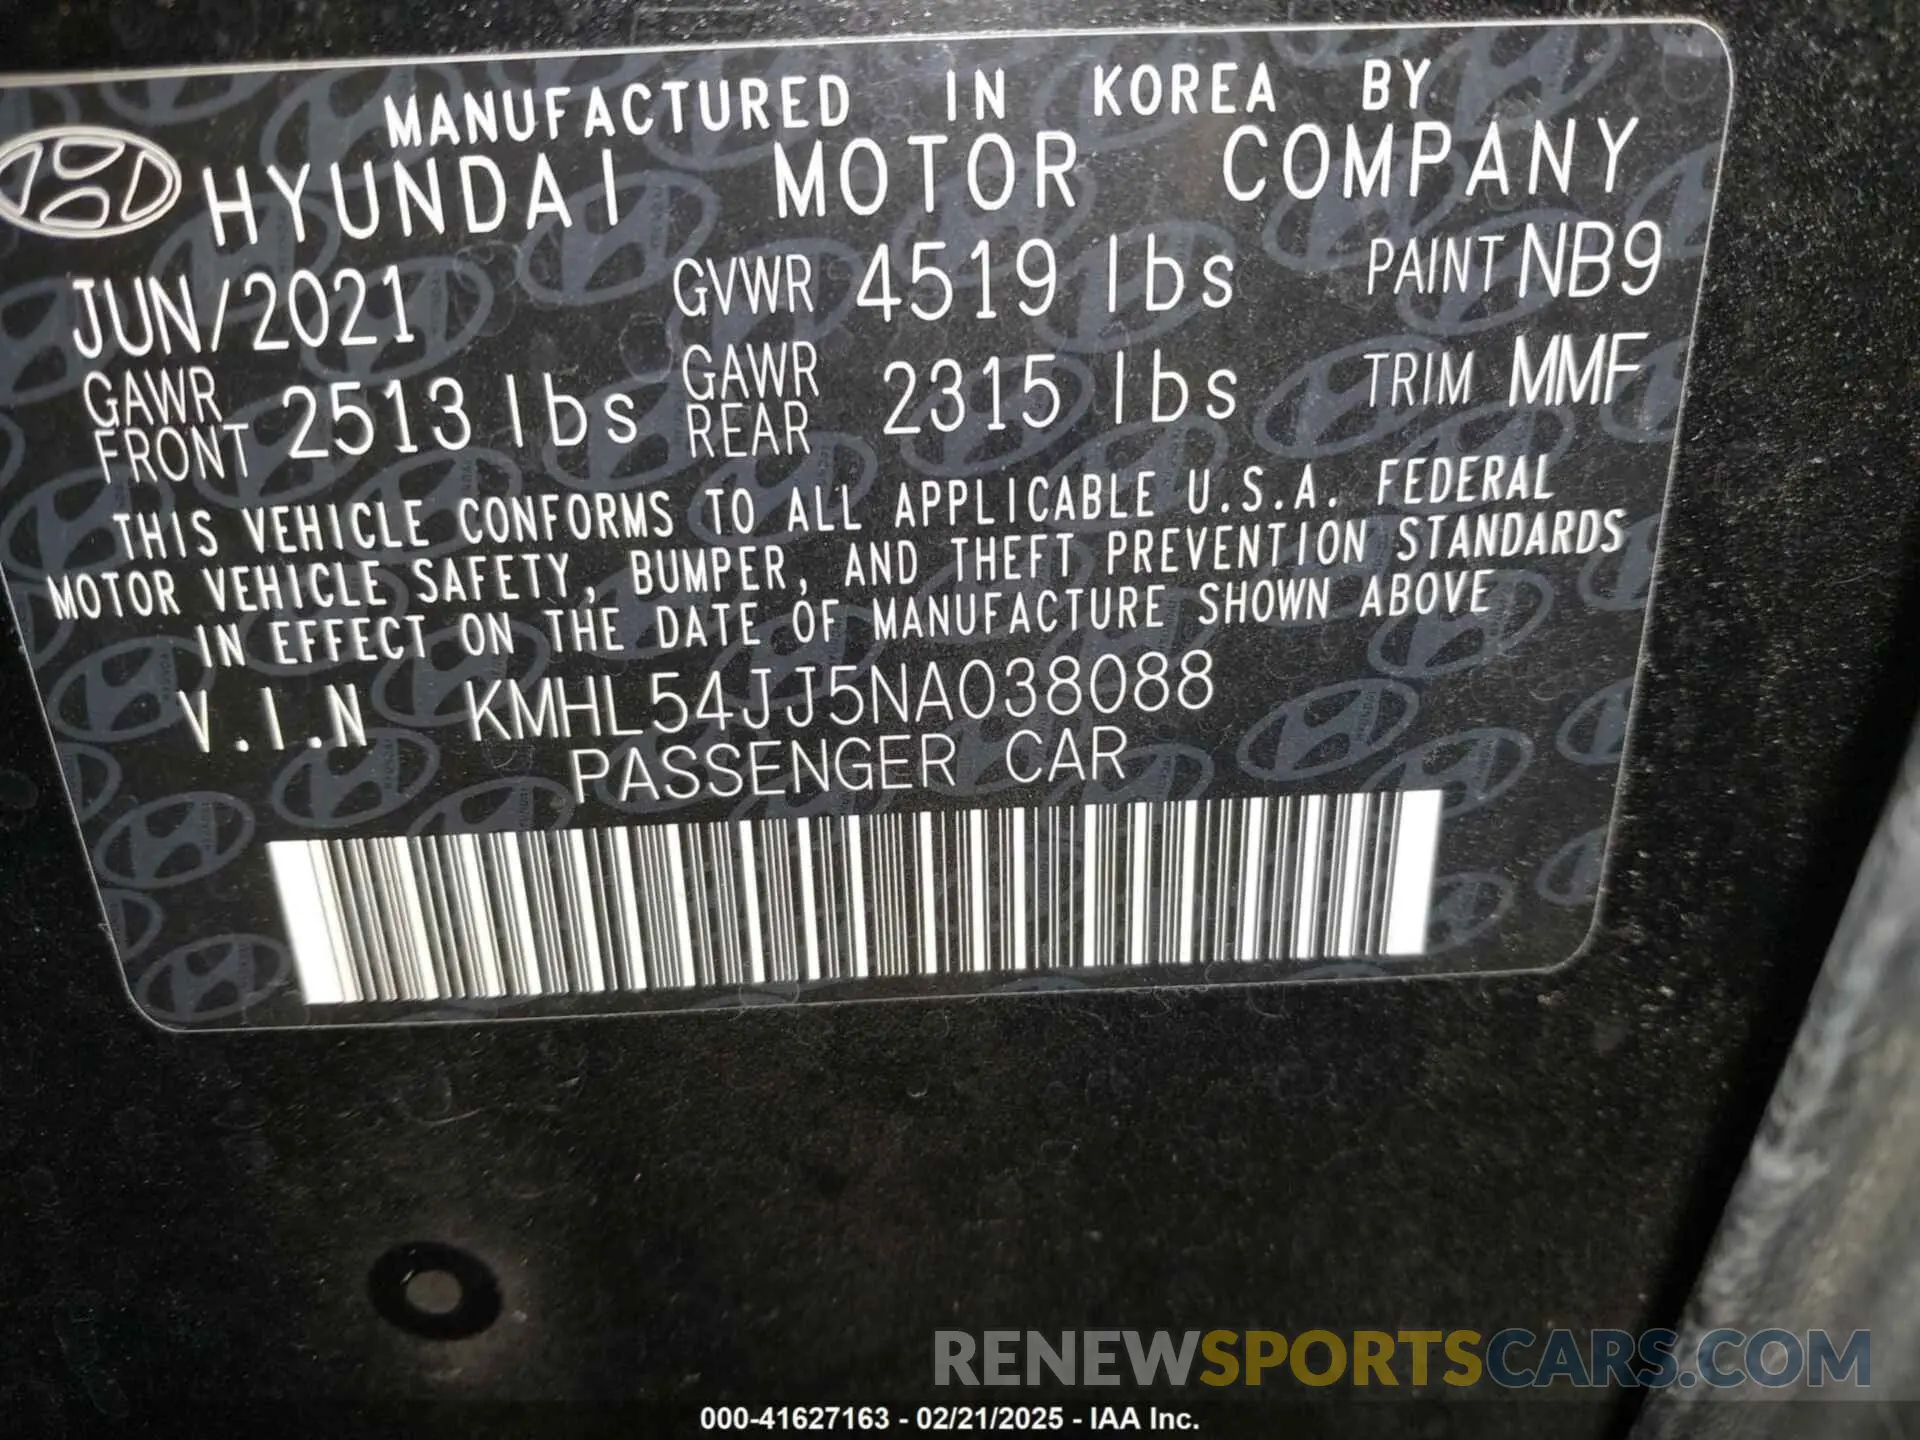 MANUFACTURED IN KOREA BY
HYUNDAI MOTOR COMPANY
JUN/2021 GVWR 4519 lbs PAINT NB9
GAWR FRONT 2513 lbs GAWR REAR 2315 lbs TRIM MMF
THIS VEHICLE CONFORMS TO ALL APPLICABLE U.S.A. FEDERAL
MOTOR VEHICLE SAFETY, BUMPER, AND THEFT PREVENTION STANDARDS
IN EFFECT ON THE DATE OF MANUFACTURE SHOWN ABOVE
V.I.N KMHL54JJ5NA038088
PASSENGER CAR
RENEWSPORTSCARS.COM
000-41627163 - 02/21/2025 - IAA Inc.